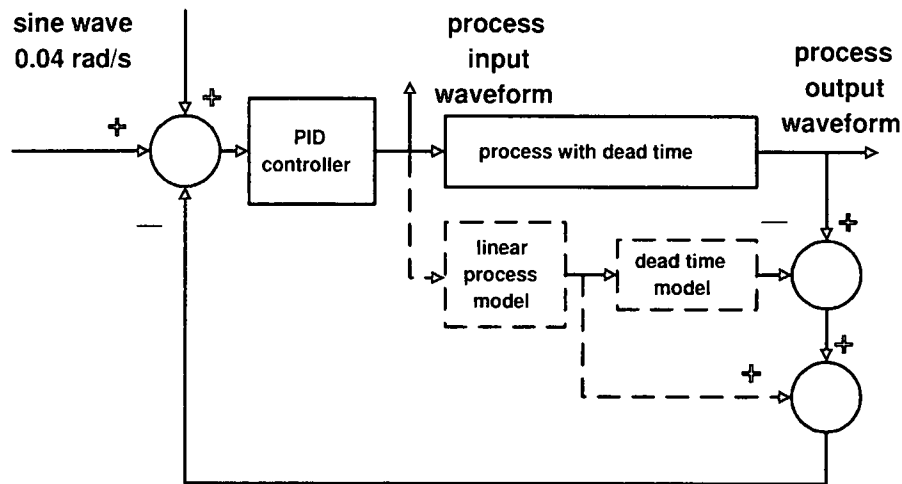 sine wave
0.04 rad/s
process
input
waveform
process
output
waveform
+
+
PID
controller
process with dead time
—
—
+
linear
process
model
dead time
model
+
+